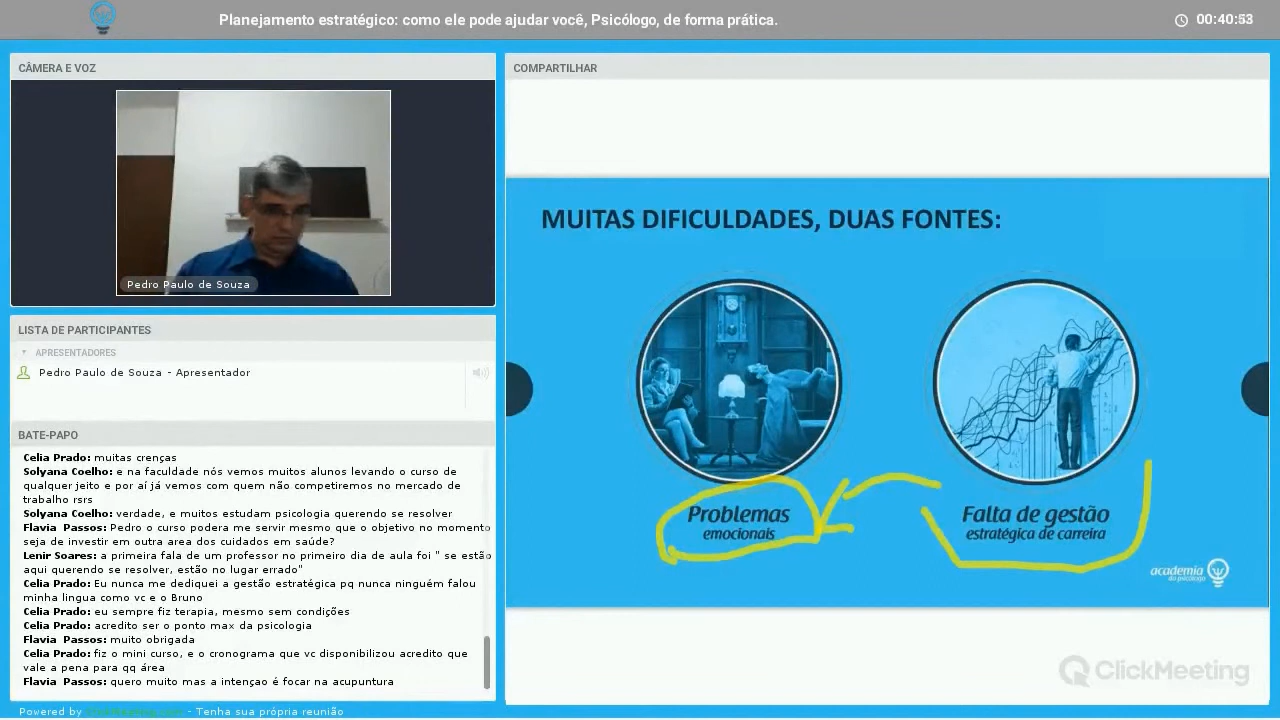 Planejamento estratégico: como ele pode ajudar você, Psicólogo, de forma prática.
00:40:53
CÂMERA E VOZ
Pedro Paulo de Souza
LISTA DE PARTICIPANTES
APRESENTADORES
Pedro Paulo de Souza - Apresentador
BATE-PAPO
Celia Prado: muitas crenças
Solyana Coelho: e na faculdade nós vemos muitos alunos levando o curso de
qualquer jeito e por aí já vemos com quem não competiremos no mercado de
trabalho rsrs
Solyana Coelho: verdade, e muitos estudam psicologia querendo se resolver
Flavia Passos: Pedro o curso podera me servir mesmo que o objetivo no momento
seja de investir em outra area dos cuidados em saúde?
Lenir Soares: a primeira fala de um professor no primeiro dia de aula foi " se estão
aqui querendo se resolver, estão no lugar errado"
Celia Prado: Eu nunca me dediquei a gestão estratégica pq nunca ninguém falou
minha lingua como vc e o Bruno
Celia Prado: eu sempre fiz terapia, mesmo sem condições
Celia Prado: acredito ser o ponto max da psicologia
Flavia Passos: muito obrigada
Celia Prado: fiz o mini curso, e o cronograma que vc disponibilizou acredito que
vale a pena para qq área
Flavia Passos: quero muito mas a intençao é focar na acupuntura
Powered by - Tenha sua própria reunião
COMPARTILHAR
MUITAS DIFICULDADES, DUAS FONTES:
Problemas
emocionais
Falta de gestão
estratégica de carreira
academia
do psicólogo
ClickMeeting